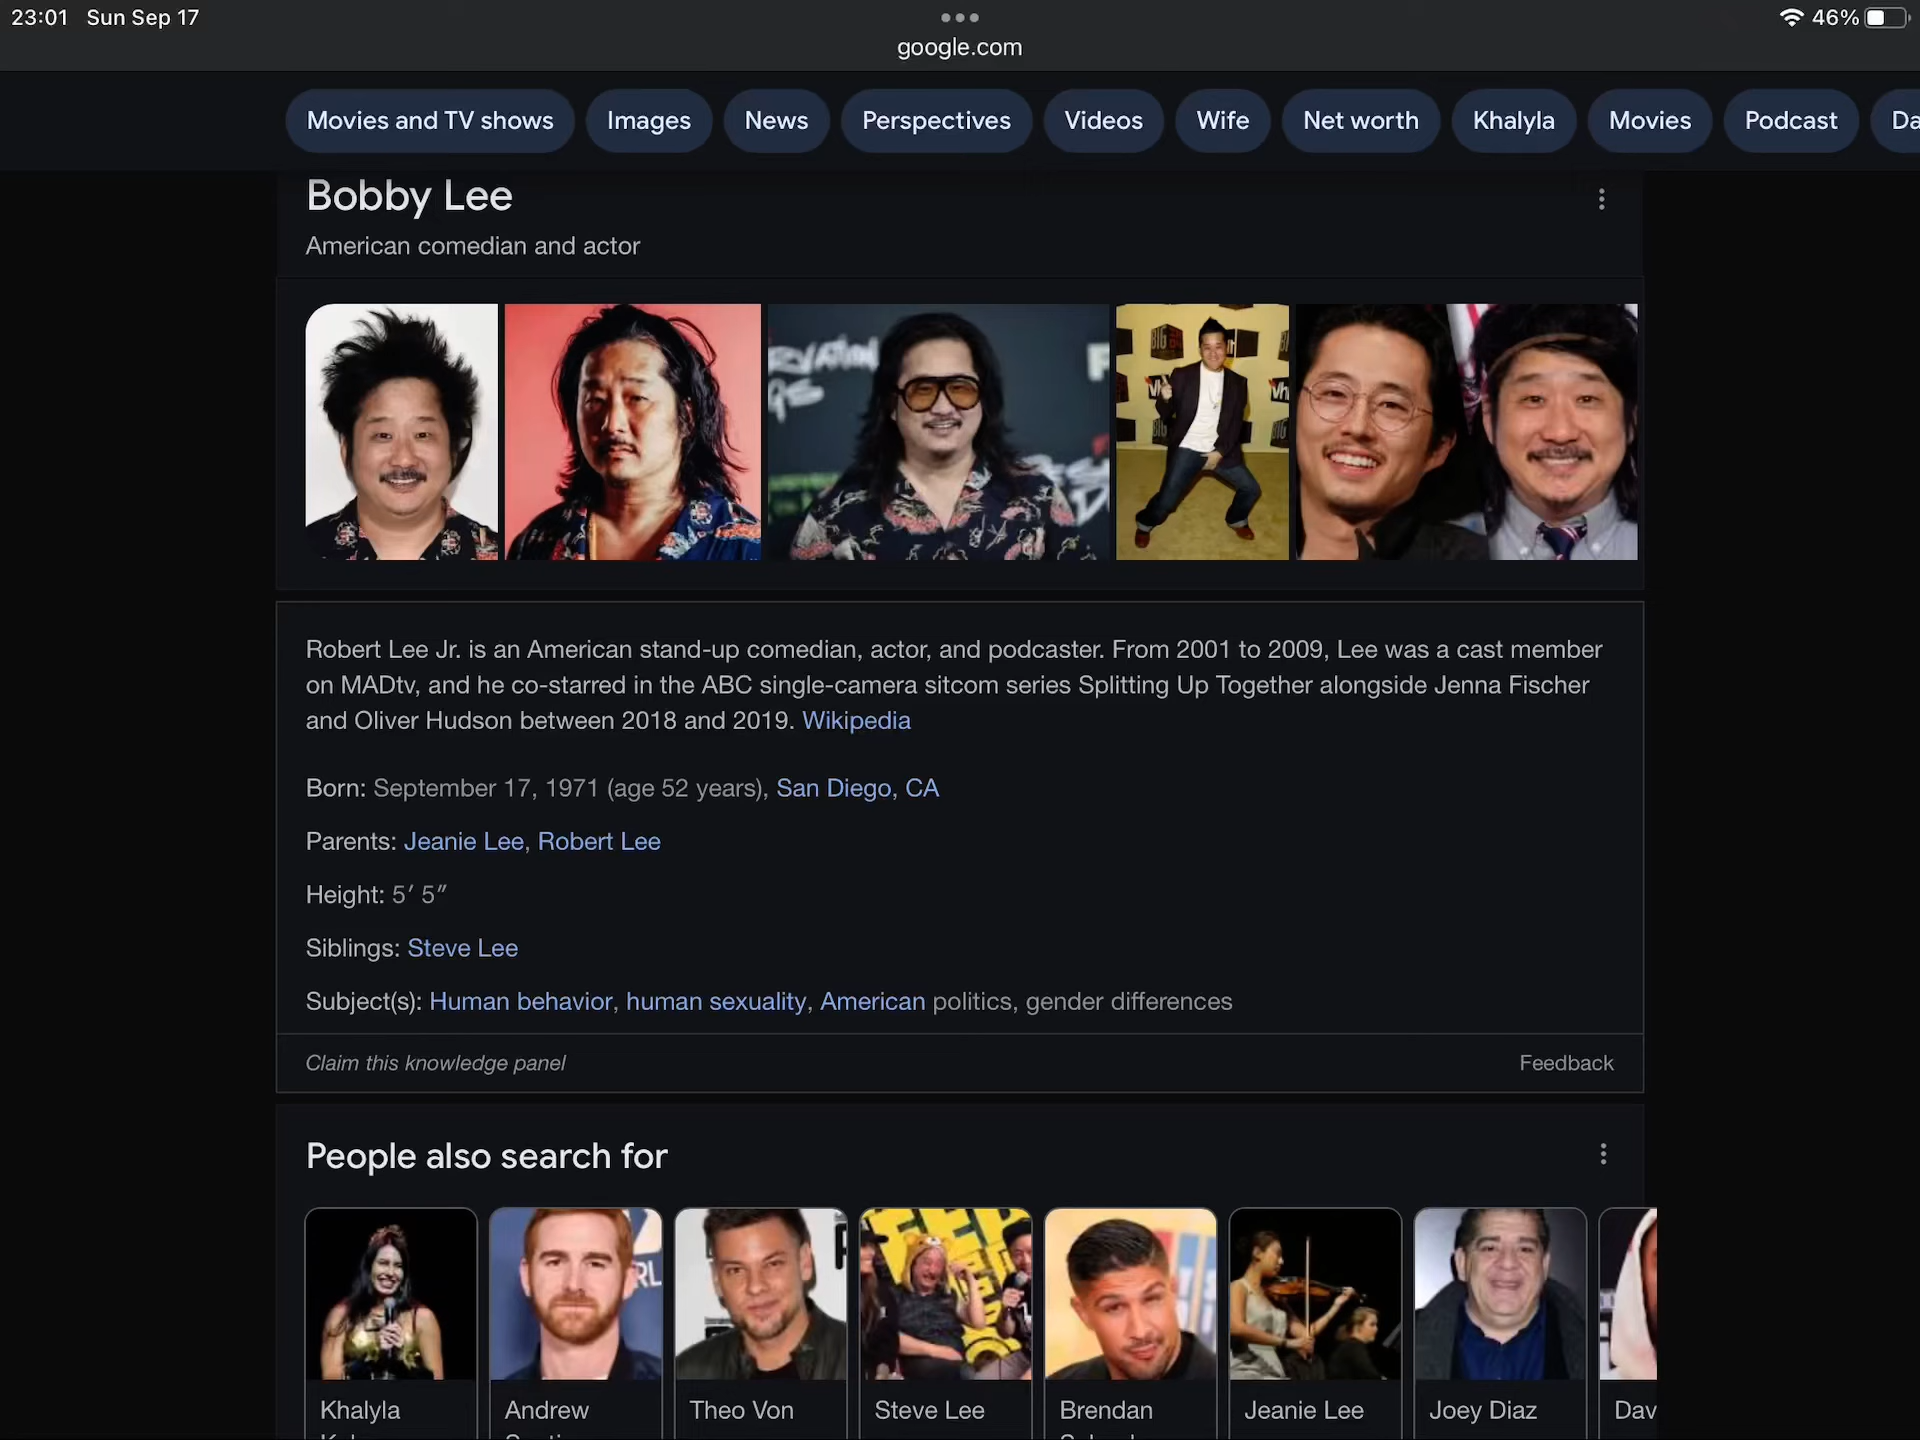 23:01 Sun Sep 17
46%
google.com
Movies and TV shows Images News Perspectives Videos Wife Net worth Khalyla Movies Podcast Da
Bobby Lee
American comedian and actor
Robert Lee Jr. is an American stand-up comedian, actor, and podcaster. From 2001 to 2009, Lee was a cast member
on MADtv, and he co-starred in the ABC single-camera sitcom series Splitting Up Together alongside Jenna Fischer
and Oliver Hudson between 2018 and 2019. Wikipedia
Born: September 17, 1971 (age 52 years), San Diego, CA
Parents: Jeanie Lee, Robert Lee
Height: 5′ 5″
Siblings: Steve Lee
Subject(s): Human behavior, human sexuality, American politics, gender differences
Claim this knowledge panel Feedback
People also search for
Khalyla Andrew Theo Von Steve Lee Brendan Jeanie Lee Joey Diaz Dav